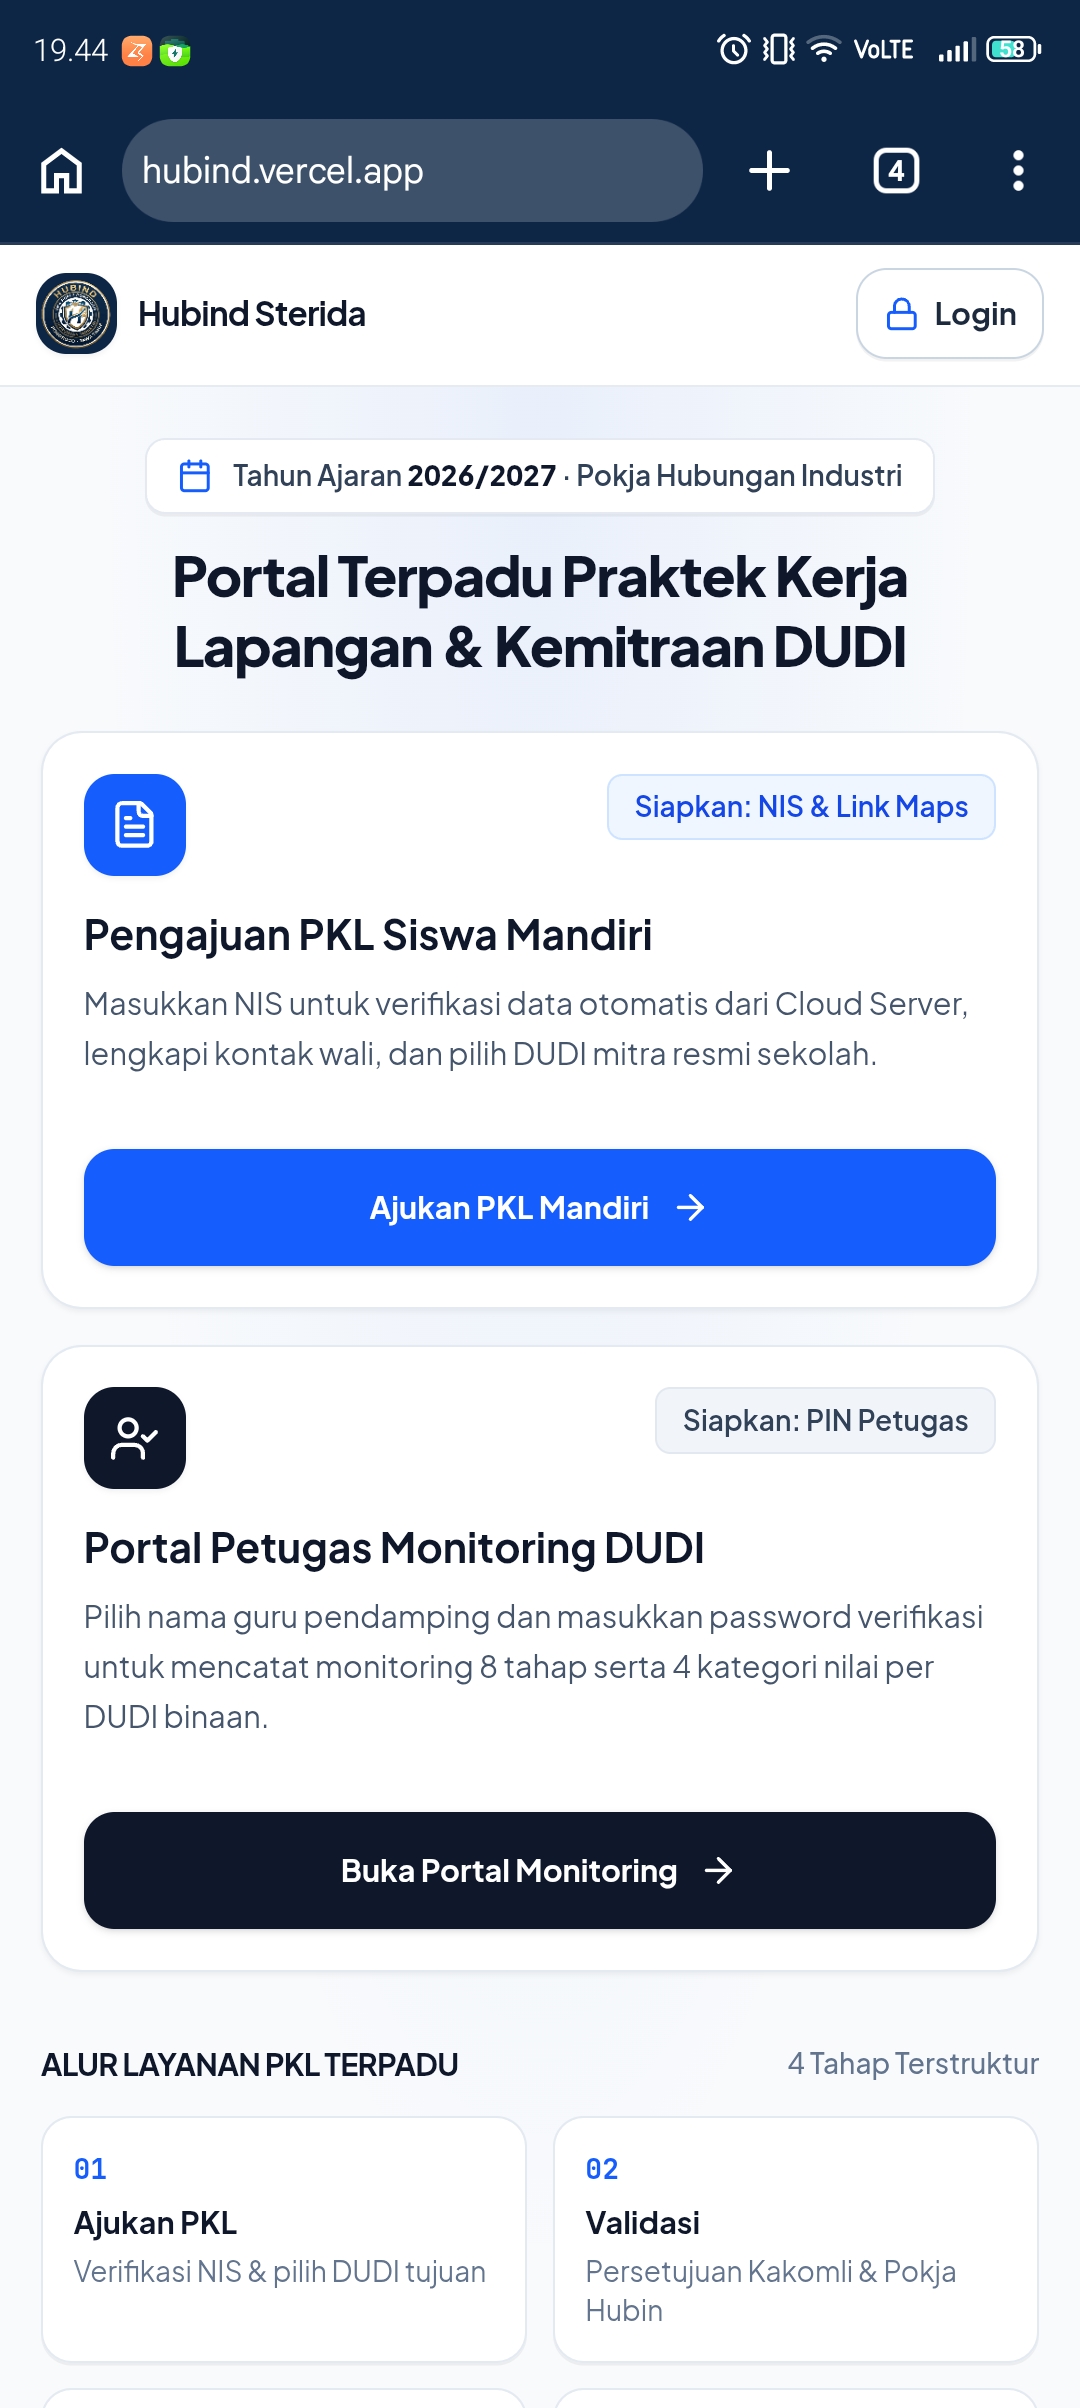 19.44
VoLTE
58
hubind.vercel.app
4
HUBIND
Hubind Sterida
Login
Tahun Ajaran 2026/2027 · Pokja Hubungan Industri
Portal Terpadu Praktek Kerja
Lapangan & Kemitraan DUDI
Siapkan: NIS & Link Maps
Pengajuan PKL Siswa Mandiri
Masukkan NIS untuk verifikasi data otomatis dari Cloud Server,
lengkapi kontak wali, dan pilih DUDI mitra resmi sekolah.
Ajukan PKL Mandiri →
Siapkan: PIN Petugas
Portal Petugas Monitoring DUDI
Pilih nama guru pendamping dan masukkan password verifikasi
untuk mencatat monitoring 8 tahap serta 4 kategori nilai per
DUDI binaan.
Buka Portal Monitoring →
ALUR LAYANAN PKL TERPADU
4 Tahap Terstruktur
01
Ajukan PKL
Verifikasi NIS & pilih DUDI tujuan
02
Validasi
Persetujuan Kakomli & Pokja
Hubin